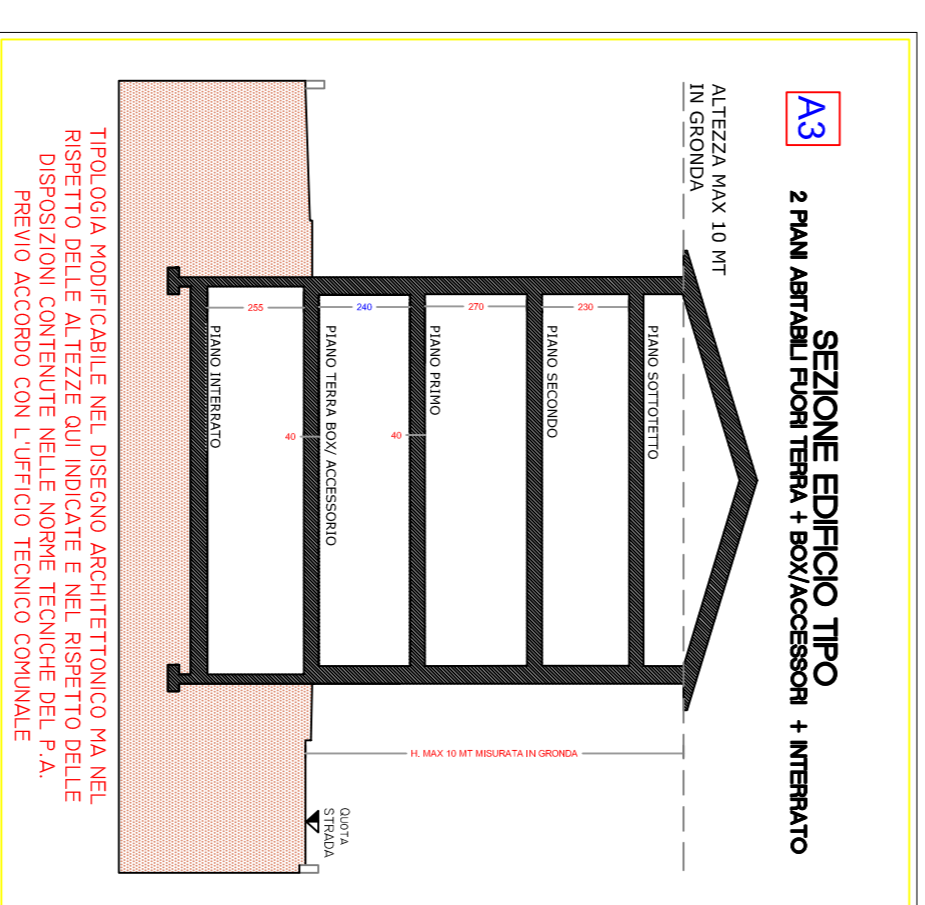 A3
SEZIONE EDIFICIO TIPO
2 PIANI ABITABILI FUORI TERRA + BOX/ACCESSORI + INTERRATO
ALTEZZA MAX 10 MT
IN GRONDA
PIANO SOTTOTETTO
230
PIANO SECONDO
270
PIANO PRIMO
40
240
PIANO TERRA BOX/ ACCESSORIO
40
255
PIANO INTERRATO
H. MAX 10 MT MISURATA IN GRONDA
QUOTA
STRADA
TIPOLOGIA MODIFICABILE NEL DISEGNO ARCHITETTONICO MA NEL
RISPETTO DELLE ALTEZZE QUI INDICATE E NEL RISPETTO DELLE
DISPOSIZIONI CONTENUTE NELLE NORME TECNICHE DEL P.A.
PREVIO ACCORDO CON L'UFFICIO TECNICO COMUNALE